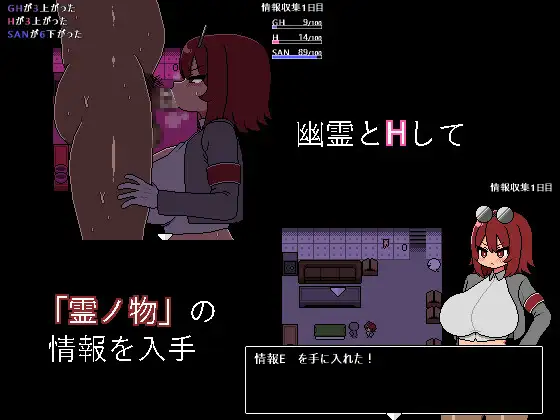 GHが3上がった
Hが3上がった
SANが6下がった
情報収集1日目
GH 9/100
H 14/100
SAN 89/100
幽霊とHして
情報収集1日目
「霊ノ物」の
情報を入手
情報E を手に入れた！